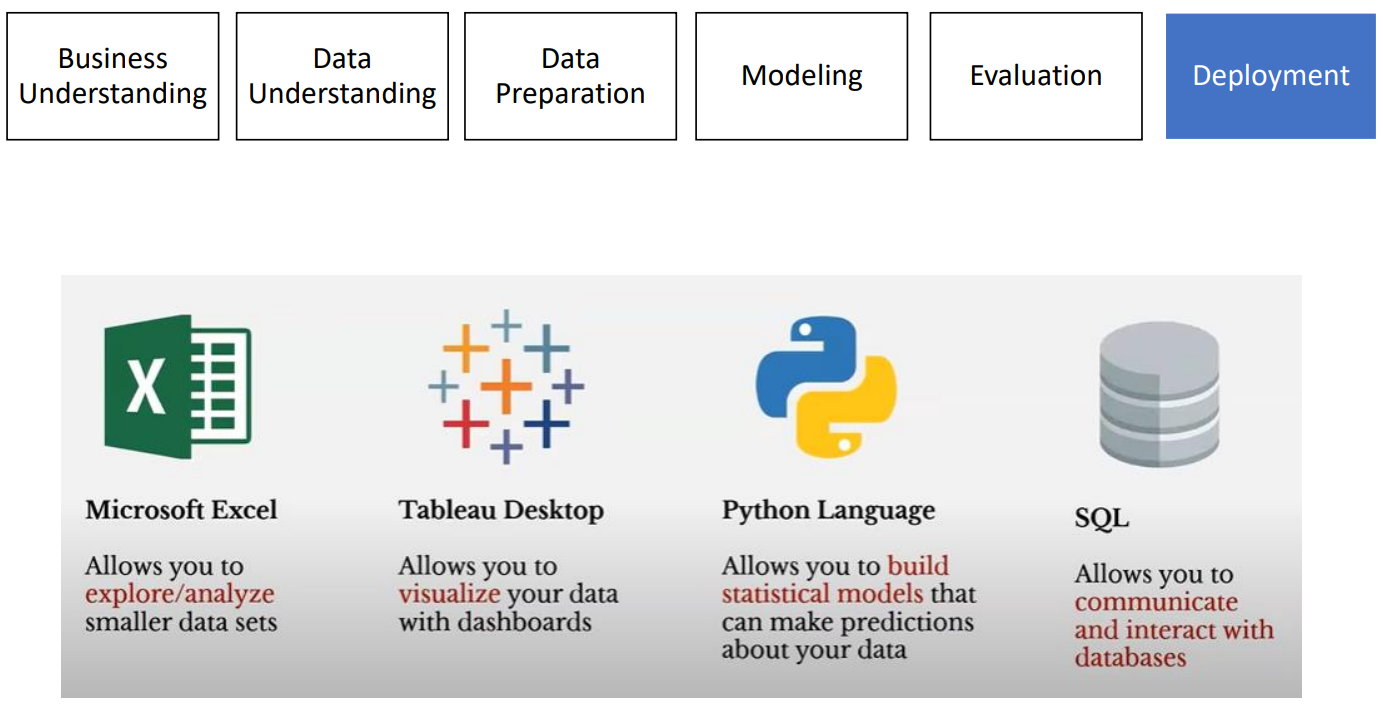 Business
Understanding
Data
Understanding
Data
Preparation
Modeling
Evaluation
Deployment
X
Microsoft Excel
Allows you to
explore/analyze
smaller data sets
Tableau Desktop
Allows you to
visualize your data
with dashboards
Python Language
Allows you to build
statistical models that
can make predictions
about your data
SQL
Allows you to
communicate
and interact with
databases